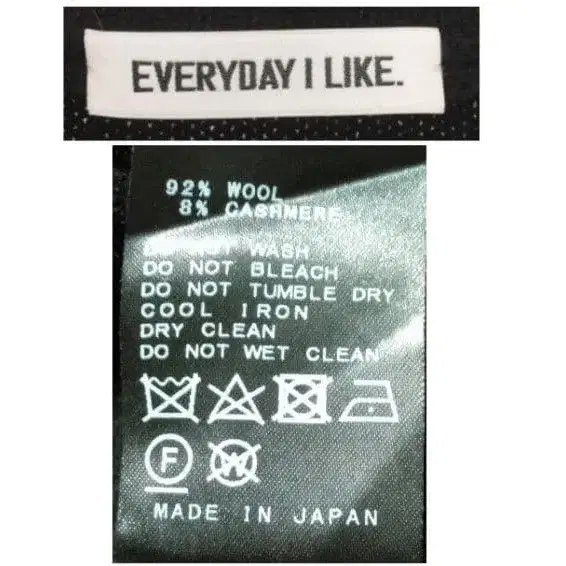 EVERYDAY I LIKE.
92% WOOL
8% CASHMERE
DO NOT WASH
DO NOT BLEACH
DO NOT TUMBLE DRY
COOL IRON
DRY CLEAN
DO NOT WET CLEAN
F W
MADE IN JAPAN